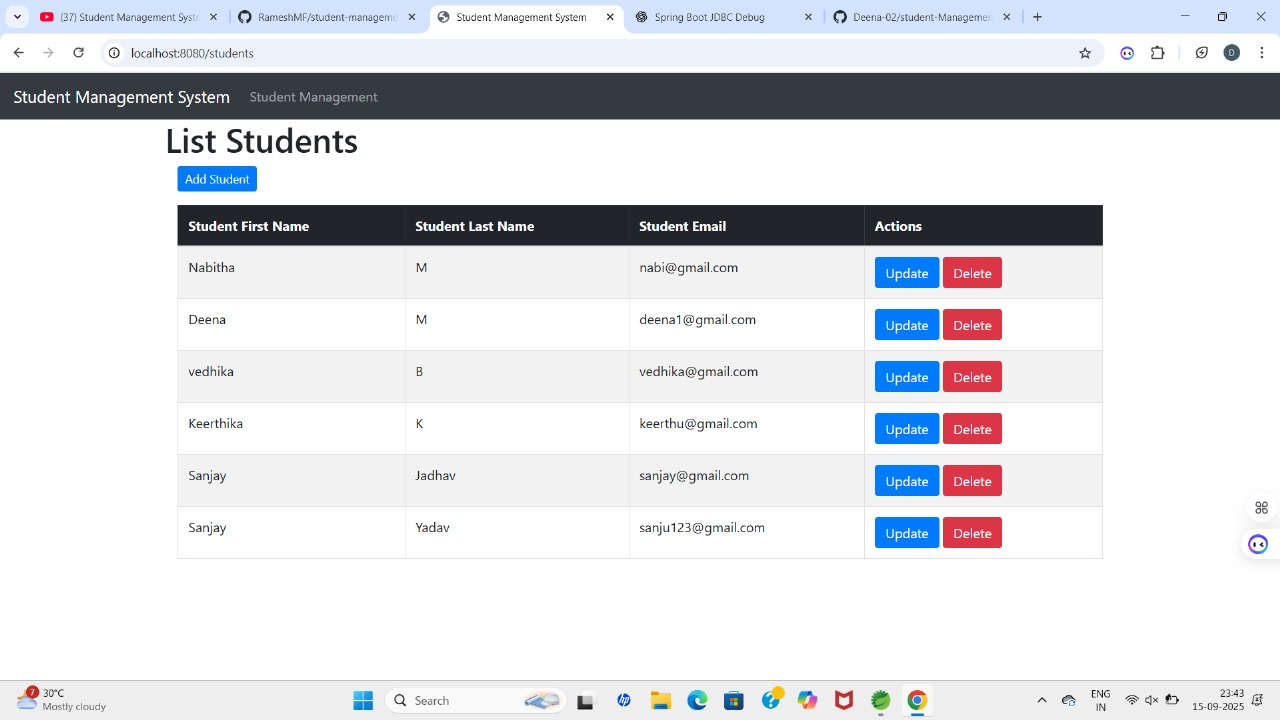 (37) Student Management Syste
RameshMF/student-manageme
Student Management System
Spring Boot JDBC Debug
Deena-02/student-Managemen
localhost:8080/students
D
Student Management System Student Management
List Students
Add Student
Student First Name Student Last Name Student Email Actions
Nabitha M nabi@gmail.com Update Delete
Deena M deena1@gmail.com Update Delete
vedhika B vedhika@gmail.com Update Delete
Keerthika K keerthu@gmail.com Update Delete
Sanjay Jadhav sanjay@gmail.com Update Delete
Sanjay Yadav sanju123@gmail.com Update Delete
7
30°C
Mostly cloudy
Search
hp
ENG
IN
23:43
15-09-2025